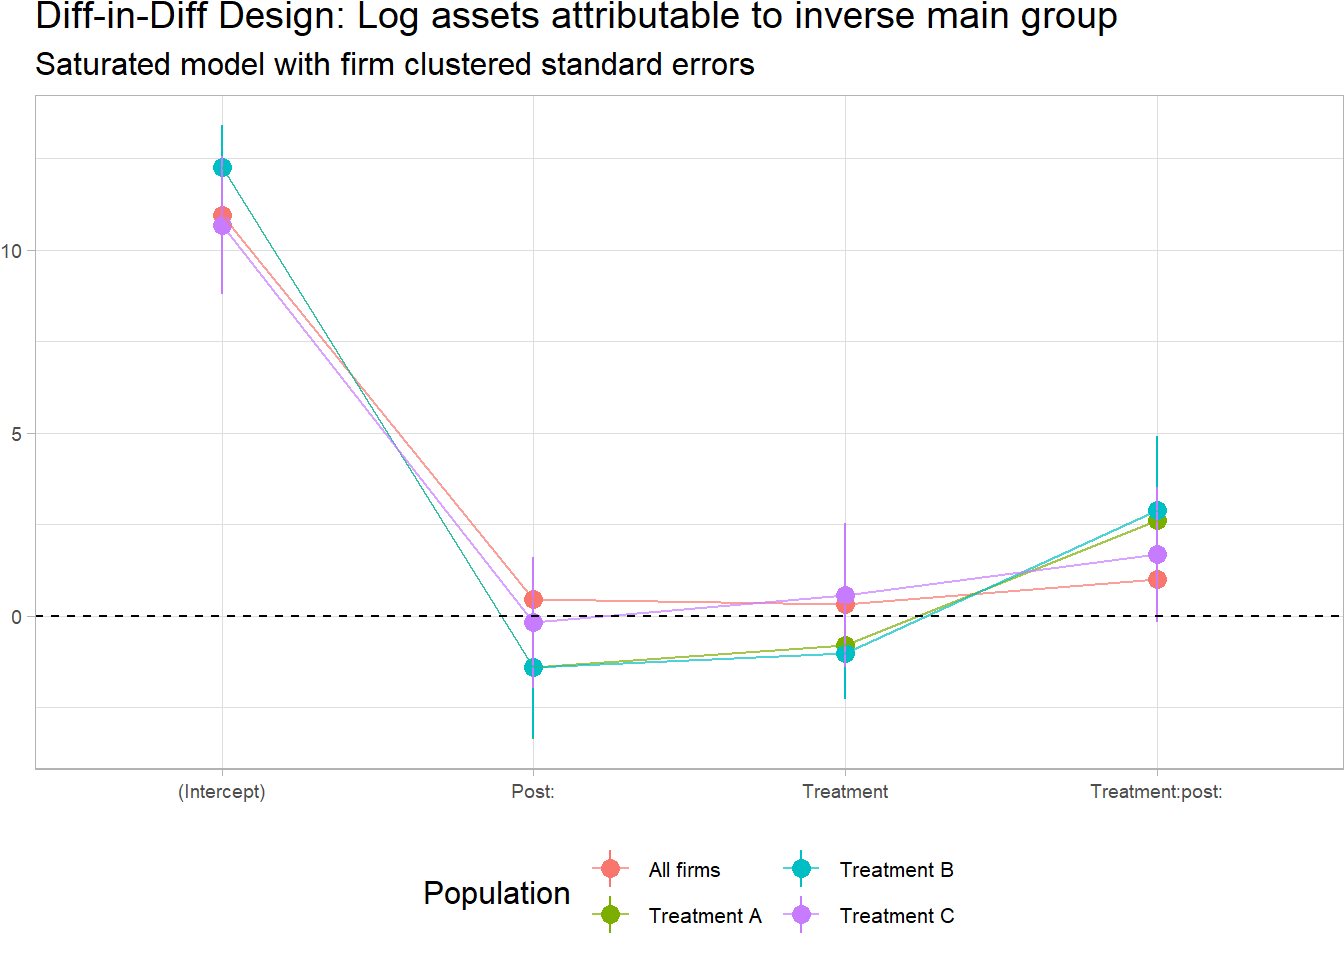 Diff-in-Diff Design: Log assets attributable to inverse main group
Saturated model with firm clustered standard errors
10
5
0
(Intercept) Post: Treatment Treatment:post:
Population
All firms
Treatment A
Treatment B
Treatment C